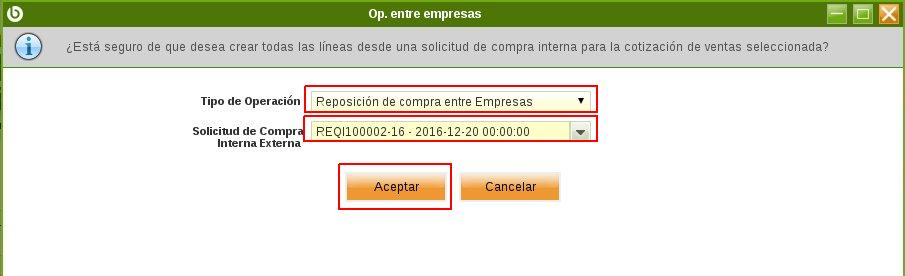 Op. entre empresas
¿Está seguro de que desea crear todas las líneas desde una solicitud de compra interna para la cotización de ventas seleccionada?
Tipo de Operación Reposición de compra entre Empresas
Solicitud de Compra REQI100002-16 - 2016-12-20 00:00:00
Interna Externa
Aceptar Cancelar